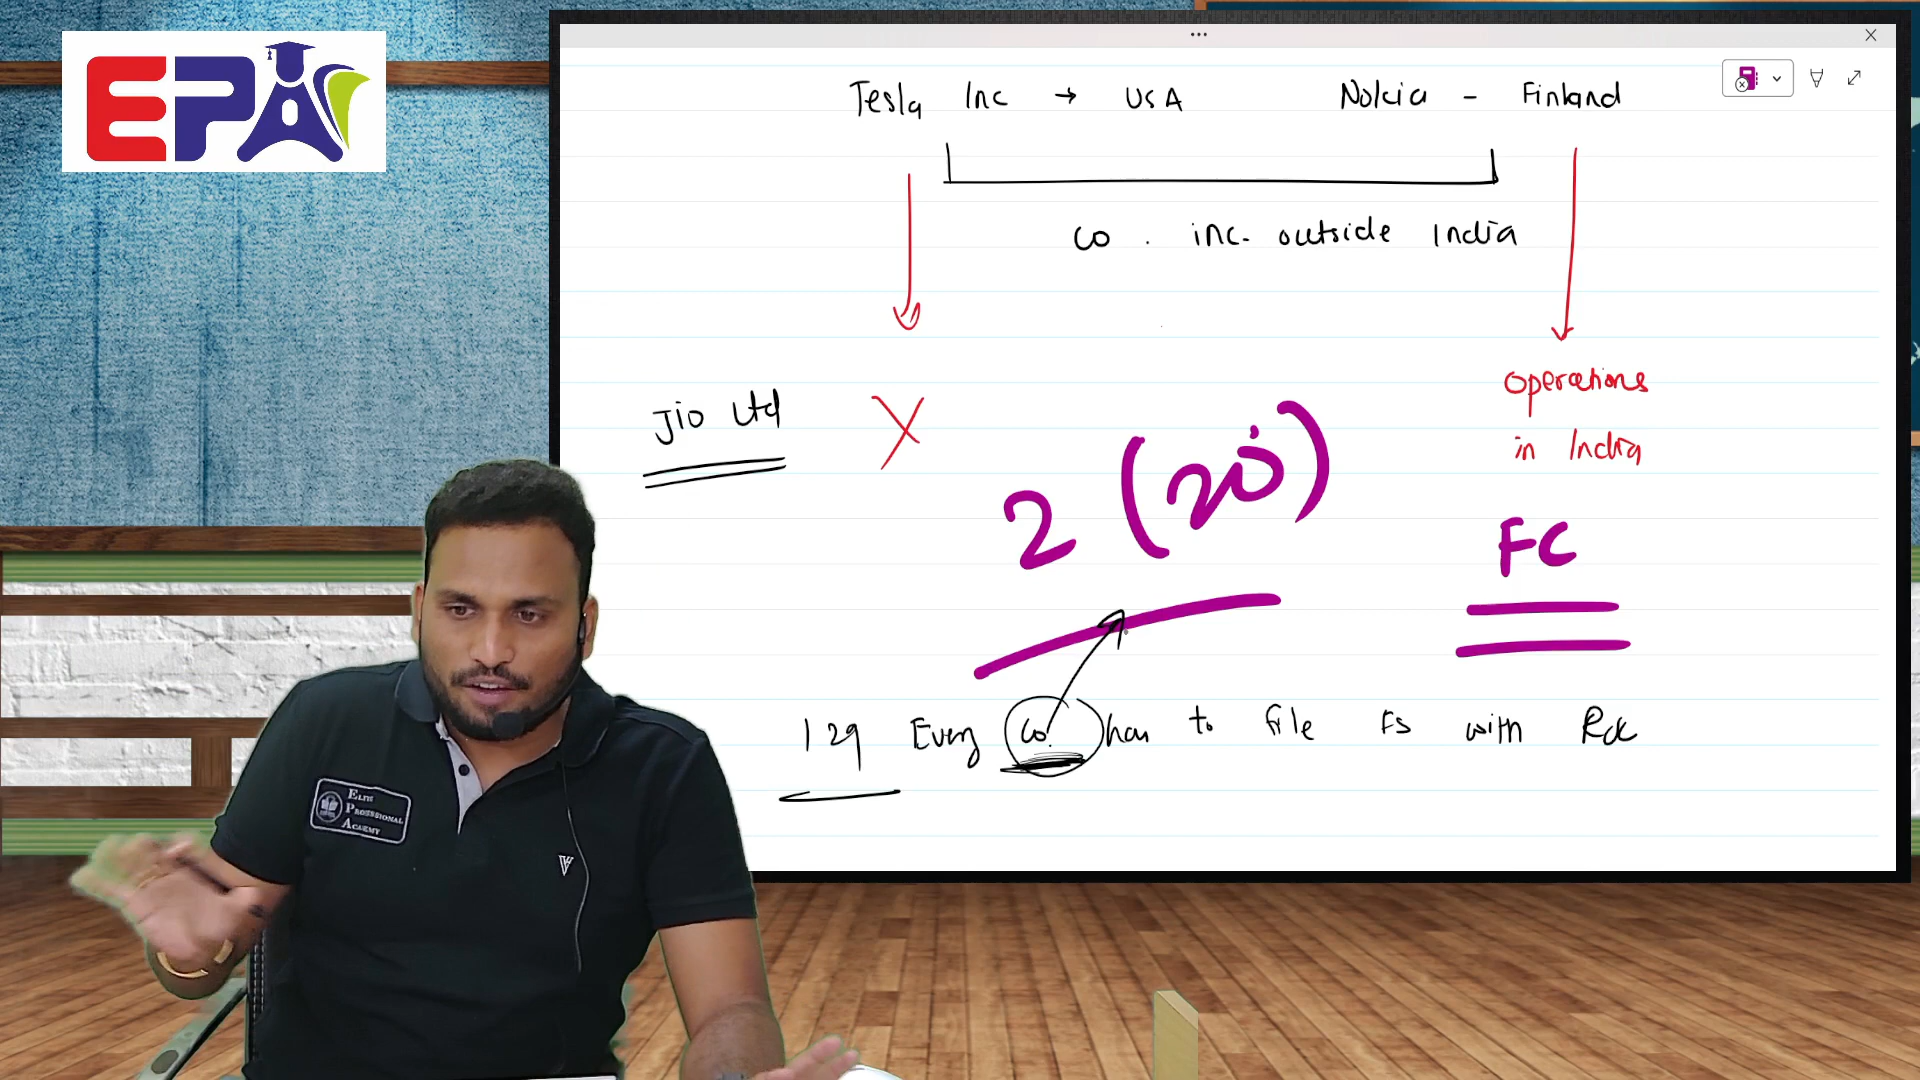 EPA
Tesla Inc → USA
Nokia - Finland
co. inc. outside India
Jio Ltd
X
operations
in India
2 (20)
FC
129 Every co. has to file FS with RoC
ELITE
PROFESSIONAL
ACADMY